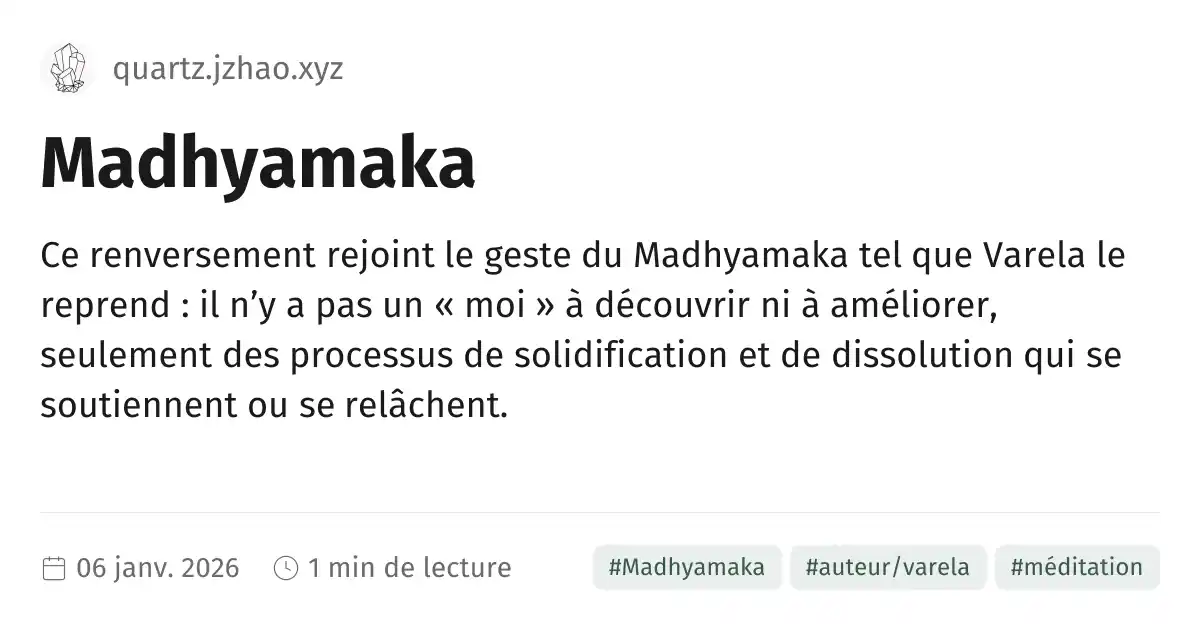 quartz.jzhao.xyz
Madhyamaka
Ce renversement rejoint le geste du Madhyamaka tel que Varela le
reprend : il n’y a pas un « moi » à découvrir ni à améliorer,
seulement des processus de solidification et de dissolution qui se
soutiennent ou se relâchent.
06 janv. 2026 1 min de lecture #Madhyamaka #auteur/varela #méditation